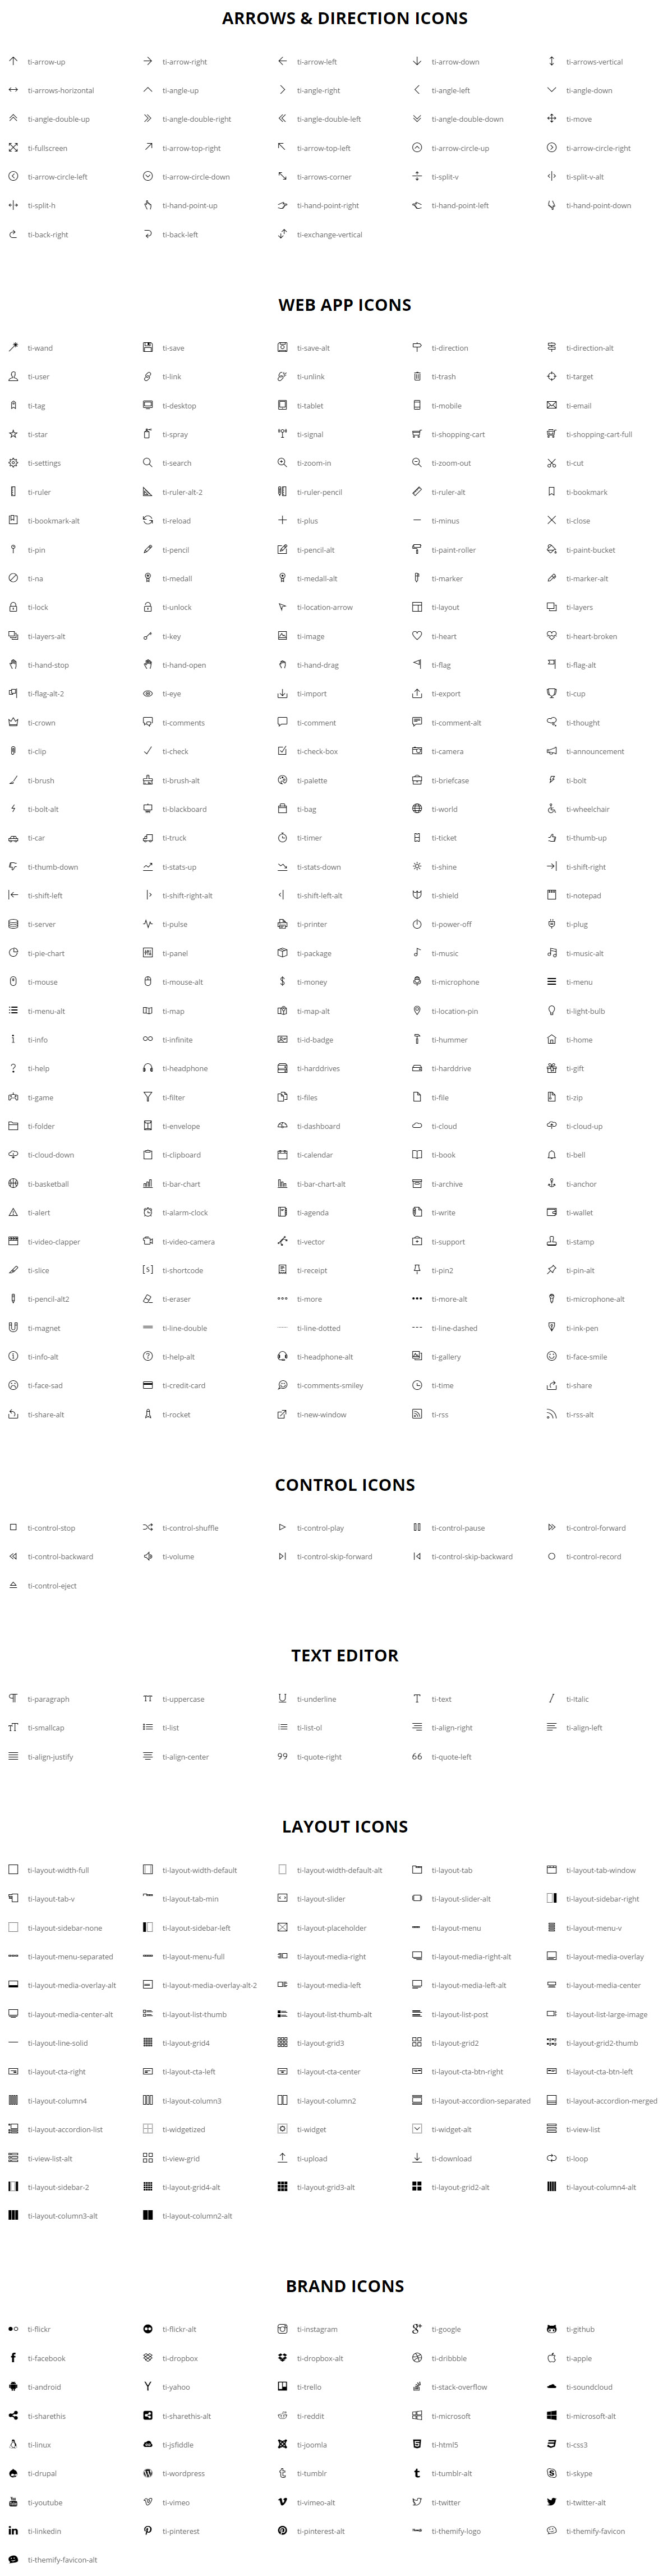 ARROWS & DIRECTION ICONS
ti-arrow-up ti-arrow-right ti-arrow-left ti-arrow-down ti-arrows-vertical
ti-arrows-horizontal ti-angle-up ti-angle-right ti-angle-left ti-angle-down
ti-angle-double-up ti-angle-double-right ti-angle-double-left ti-angle-double-down ti-move
ti-fullscreen ti-arrow-top-right ti-arrow-top-left ti-arrow-circle-up ti-arrow-circle-right
ti-arrow-circle-left ti-arrow-circle-down ti-arrows-corner ti-split-v ti-split-v-alt
ti-split-h ti-hand-point-up ti-hand-point-right ti-hand-point-left ti-hand-point-down
ti-back-right ti-back-left ti-exchange-vertical
WEB APP ICONS
ti-wand ti-save ti-save-alt ti-direction ti-direction-alt
ti-user ti-link ti-unlink ti-trash ti-target
ti-tag ti-desktop ti-tablet ti-mobile ti-email
ti-star ti-spray ti-signal ti-shopping-cart ti-shopping-cart-full
ti-settings ti-search ti-zoom-in ti-zoom-out ti-cut
ti-ruler ti-ruler-alt-2 ti-ruler-pencil ti-ruler-alt ti-bookmark
ti-bookmark-alt ti-reload ti-plus ti-minus ti-close
ti-pin ti-pencil ti-pencil-alt ti-paint-roller ti-paint-bucket
ti-na ti-medall ti-medall-alt ti-marker ti-marker-alt
ti-lock ti-unlock ti-location-arrow ti-layout ti-layers
ti-layers-alt ti-key ti-image ti-heart ti-heart-broken
ti-hand-stop ti-hand-open ti-hand-drag ti-flag ti-flag-alt
ti-flag-alt-2 ti-eye ti-import ti-export ti-cup
ti-crown ti-comments ti-comment ti-comment-alt ti-thought
ti-clip ti-check ti-check-box ti-camera ti-announcement
ti-brush ti-brush-alt ti-palette ti-briefcase ti-bolt
ti-bolt-alt ti-blackboard ti-bag ti-world ti-wheelchair
ti-car ti-truck ti-timer ti-ticket ti-thumb-up
ti-thumb-down ti-stats-up ti-stats-down ti-shine ti-shift-right
ti-shift-left ti-shift-right-alt ti-shift-left-alt ti-shield ti-notepad
ti-server ti-pulse ti-printer ti-power-off ti-plug
ti-pie-chart ti-panel ti-package ti-music ti-music-alt
ti-mouse ti-mouse-alt ti-money ti-microphone ti-menu
ti-menu-alt ti-map ti-map-alt ti-location-pin ti-light-bulb
ti-info ti-infinite ti-id-badge ti-hummer ti-home
ti-help ti-headphone ti-harddrives ti-harddrive ti-gift
ti-game ti-filter ti-files ti-file ti-zip
ti-folder ti-envelope ti-dashboard ti-cloud ti-cloud-up
ti-cloud-down ti-clipboard ti-calendar ti-book ti-bell
ti-basketball ti-bar-chart ti-bar-chart-alt ti-archive ti-anchor
ti-alert ti-alarm-clock ti-agenda ti-write ti-wallet
ti-video-clapper ti-video-camera ti-vector ti-support ti-stamp
ti-slice ti-shortcode ti-receipt ti-pin2 ti-pin-alt
ti-pencil-alt2 ti-eraser ti-more ti-more-alt ti-microphone-alt
ti-magnet ti-line-double ti-line-dotted ti-line-dashed ti-ink-pen
ti-info-alt ti-help-alt ti-headphone-alt ti-gallery ti-face-smile
ti-face-sad ti-credit-card ti-comments-smiley ti-time ti-share
ti-share-alt ti-rocket ti-new-window ti-rss ti-rss-alt
CONTROL ICONS
ti-control-stop ti-control-shuffle ti-control-play ti-control-pause ti-control-forward
ti-control-backward ti-volume ti-control-skip-forward ti-control-skip-backward ti-control-record
ti-control-eject
TEXT EDITOR
ti-paragraph ti-uppercase ti-underline ti-text ti-Italic
ti-smallcap ti-list ti-list-ol ti-align-right ti-align-left
ti-align-justify ti-align-center ti-quote-right ti-quote-left
LAYOUT ICONS
ti-layout-width-full ti-layout-width-default ti-layout-width-default-alt ti-layout-tab ti-layout-tab-window
ti-layout-tab-v ti-layout-tab-min ti-layout-slider ti-layout-slider-alt ti-layout-sidebar-right
ti-layout-sidebar-none ti-layout-sidebar-left ti-layout-placeholder ti-layout-menu ti-layout-menu-v
ti-layout-menu-separated ti-layout-menu-full ti-layout-media-right ti-layout-media-right-alt ti-layout-media-overlay
ti-layout-media-overlay-alt ti-layout-media-overlay-alt-2 ti-layout-media-left ti-layout-media-left-alt ti-layout-media-center
ti-layout-media-center-alt ti-layout-list-thumb ti-layout-list-thumb-alt ti-layout-list-post ti-layout-list-large-image
ti-layout-line-solid ti-layout-grid4 ti-layout-grid3 ti-layout-grid2 ti-layout-grid2-thumb
ti-layout-cta-right ti-layout-cta-left ti-layout-cta-center ti-layout-cta-btn-right ti-layout-cta-btn-left
ti-layout-column4 ti-layout-column3 ti-layout-column2 ti-layout-accordion-separated ti-layout-accordion-merged
ti-layout-accordion-list ti-widgetized ti-widget ti-widget-alt ti-view-list
ti-view-list-alt ti-view-grid ti-upload ti-download ti-loop
ti-layout-sidebar-2 ti-layout-grid4-alt ti-layout-grid3-alt ti-layout-grid2-alt ti-layout-column4-alt
ti-layout-column3-alt ti-layout-column2-alt
BRAND ICONS
ti-flickr ti-flickr-alt ti-instagram ti-google ti-github
ti-facebook ti-dropbox ti-dropbox-alt ti-dribbble ti-apple
ti-android ti-yahoo ti-trello ti-stack-overflow ti-soundcloud
ti-sharethis ti-sharethis-alt ti-reddit ti-microsoft ti-microsoft-alt
ti-linux ti-jsfiddle ti-joomla ti-html5 ti-css3
ti-drupal ti-wordpress ti-tumblr ti-tumblr-alt ti-skype
ti-youtube ti-vimeo ti-vimeo-alt ti-twitter ti-twitter-alt
ti-linkedin ti-pinterest ti-pinterest-alt ti-themify-logo ti-themify-favicon
ti-themify-favicon-alt